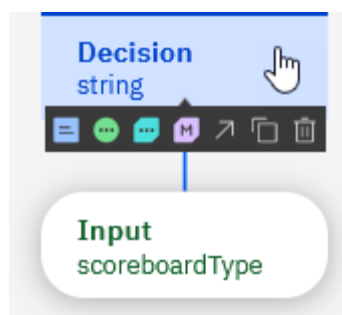 Decision
string
M
Input
scoreboardType